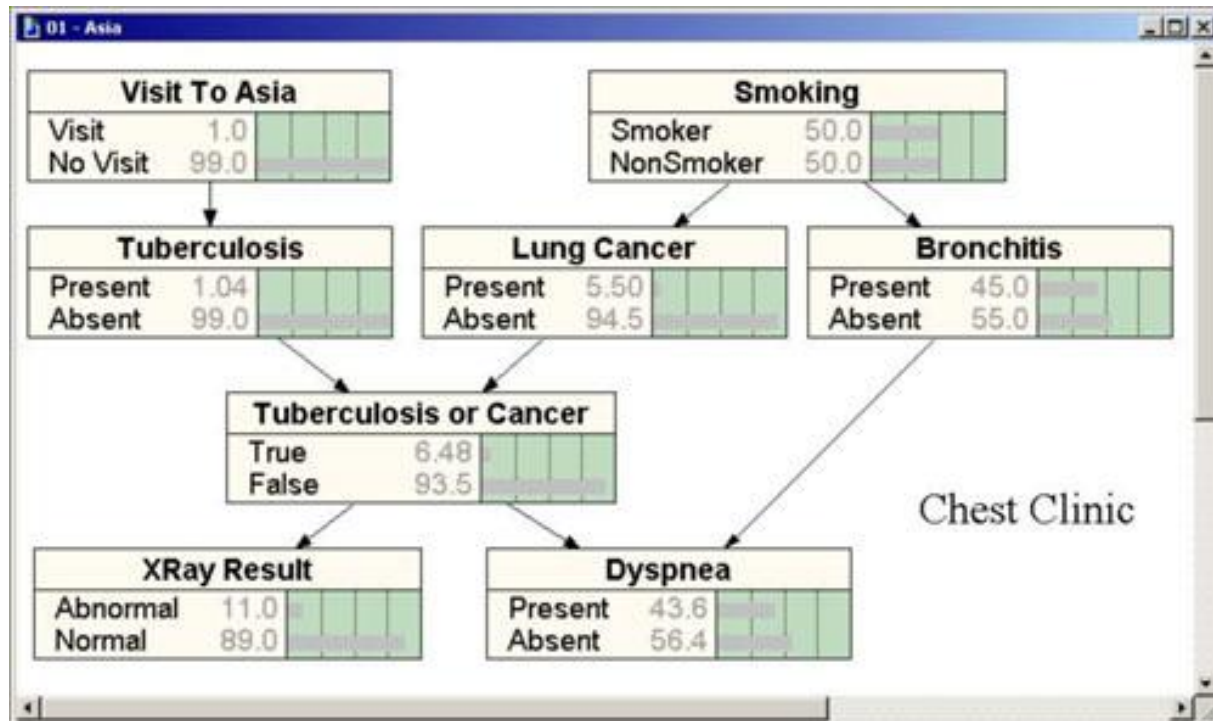 01 - Asia
Visit To Asia
Visit 1.0
No Visit 99.0
Smoking
Smoker 50.0
NonSmoker 50.0
Tuberculosis
Present 1.04
Absent 99.0
Lung Cancer
Present 5.50
Absent 94.5
Bronchitis
Present 45.0
Absent 55.0
Tuberculosis or Cancer
True 6.48
False 93.5
Chest Clinic
XRay Result
Abnormal 11.0
Normal 89.0
Dyspnea
Present 43.6
Absent 56.4